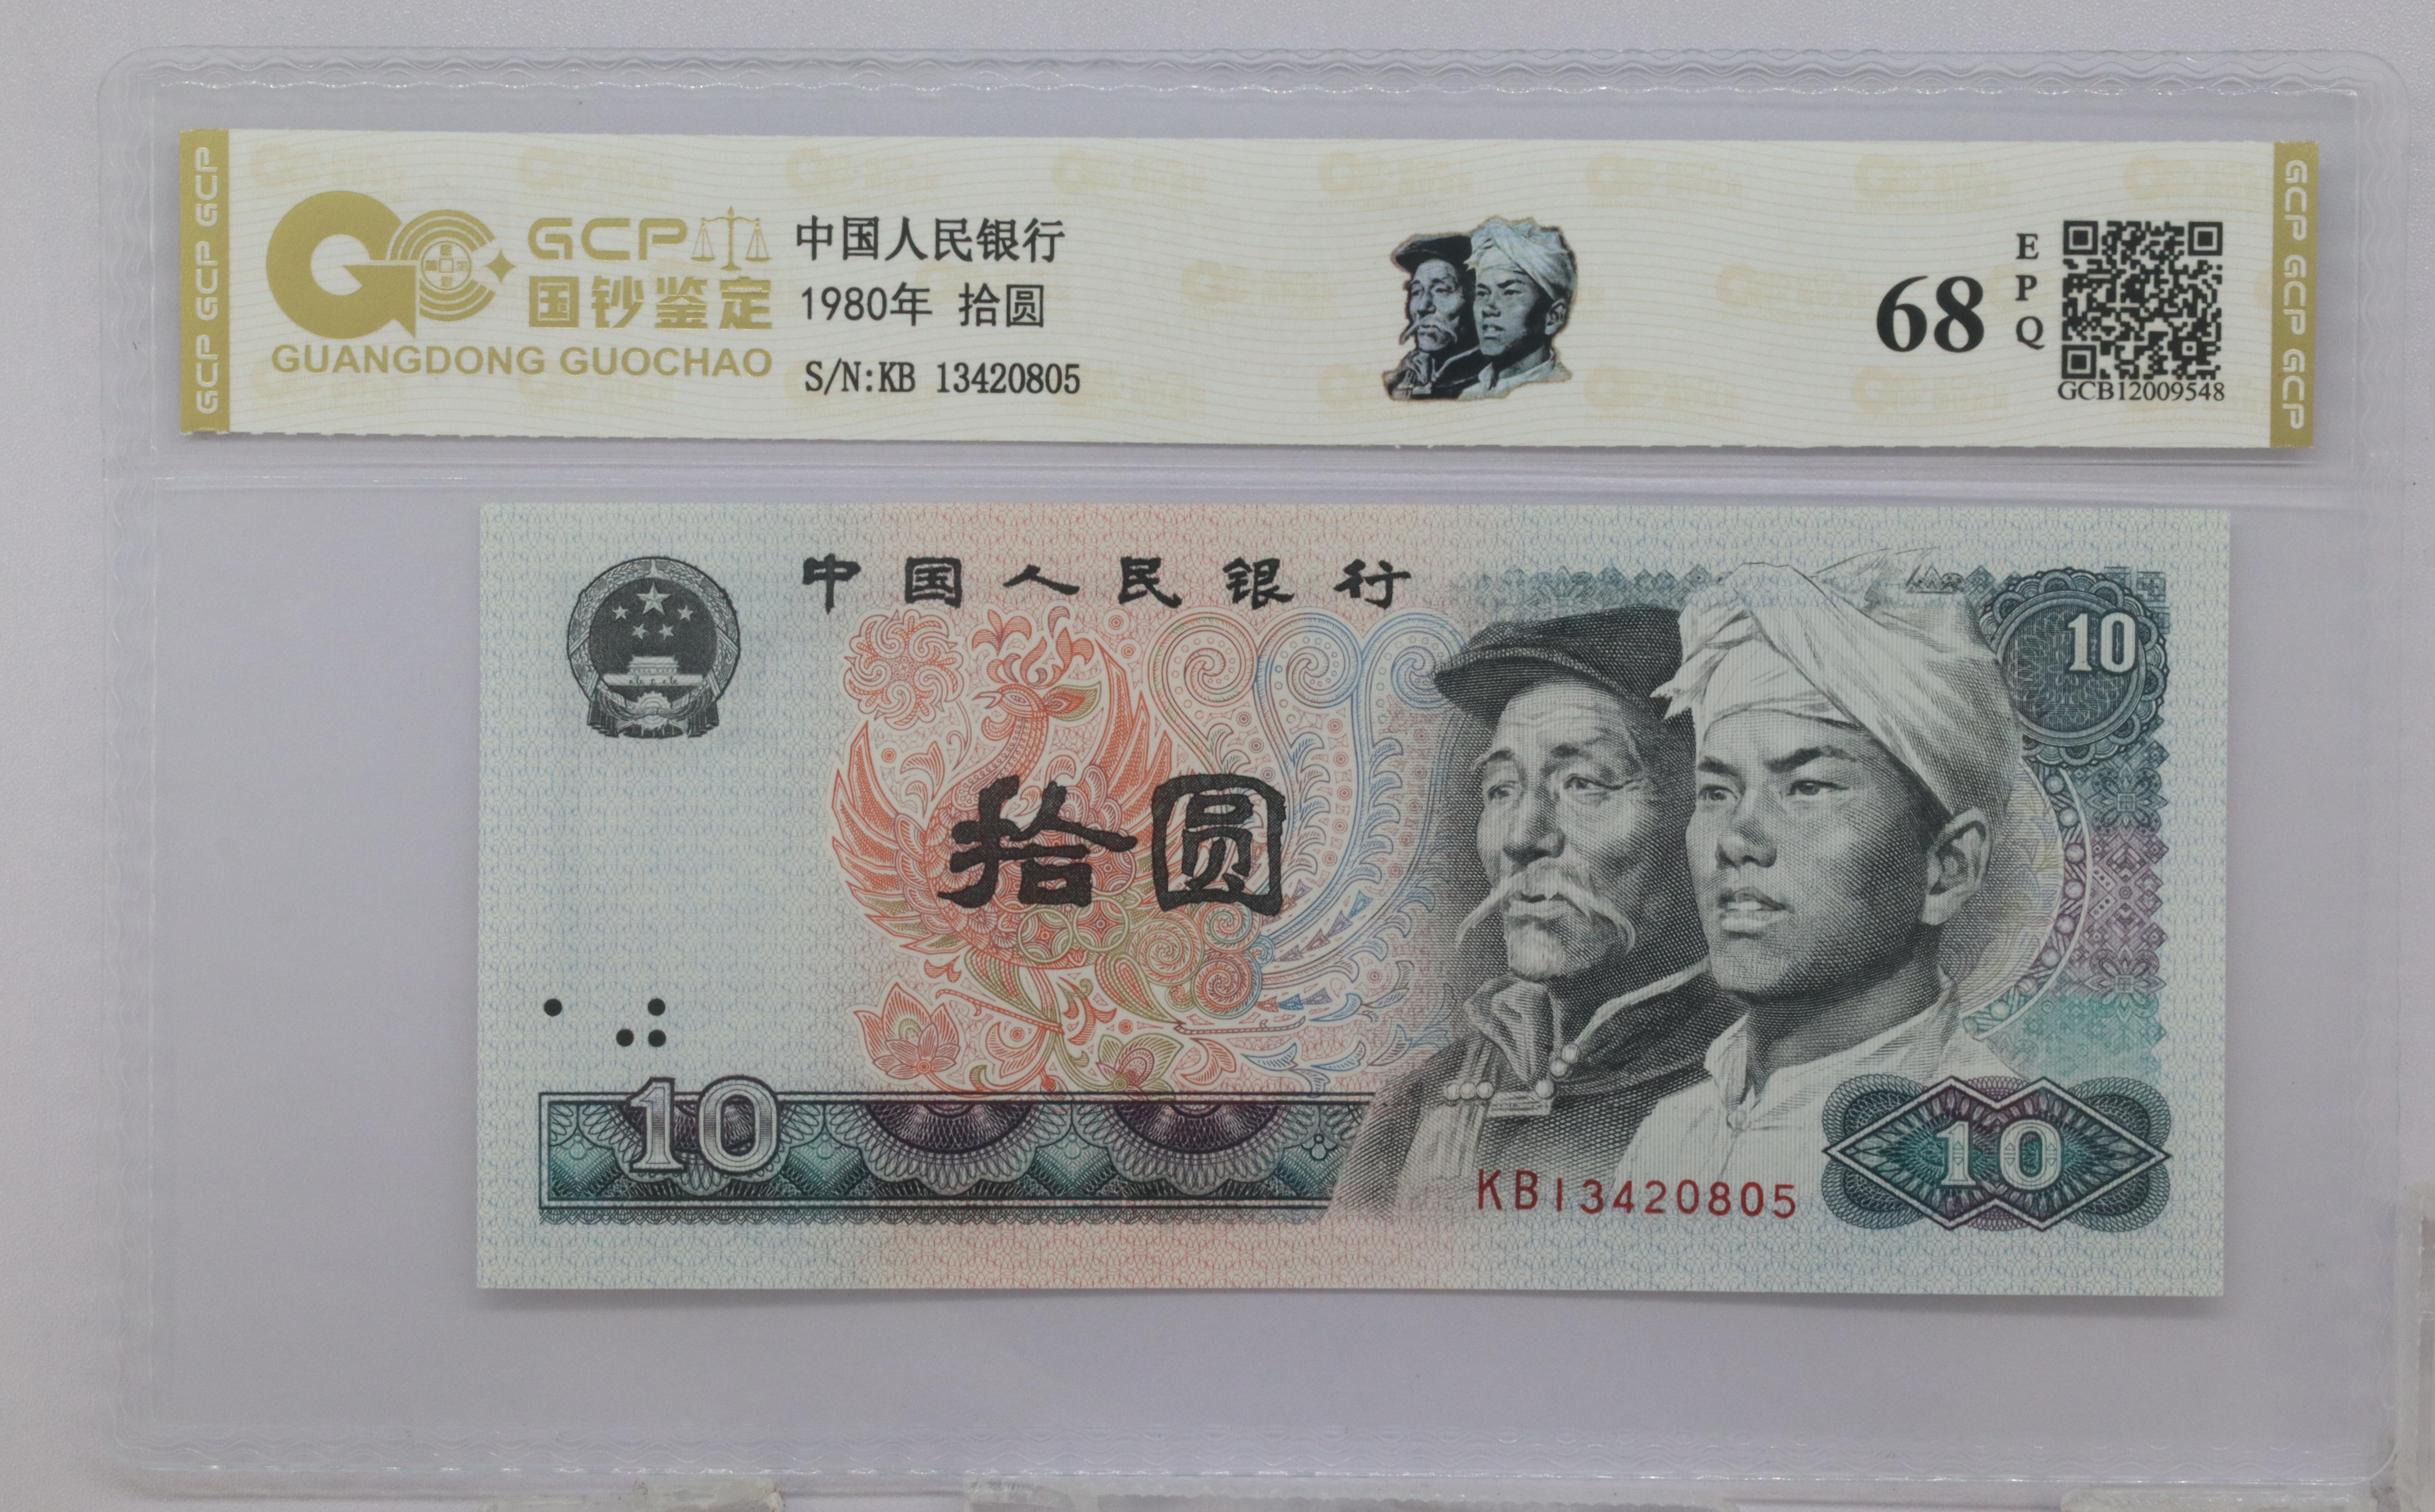 GCP GCP GCP
GCP
国钞鉴定
GUANGDONG GUOCHAO
中国人民银行
1980年 拾圆
S/N:KB 13420805
68
EPQ
GCB12009548
GCP GCP GCP
中国人民银行
10
拾圆
10
KB13420805
10